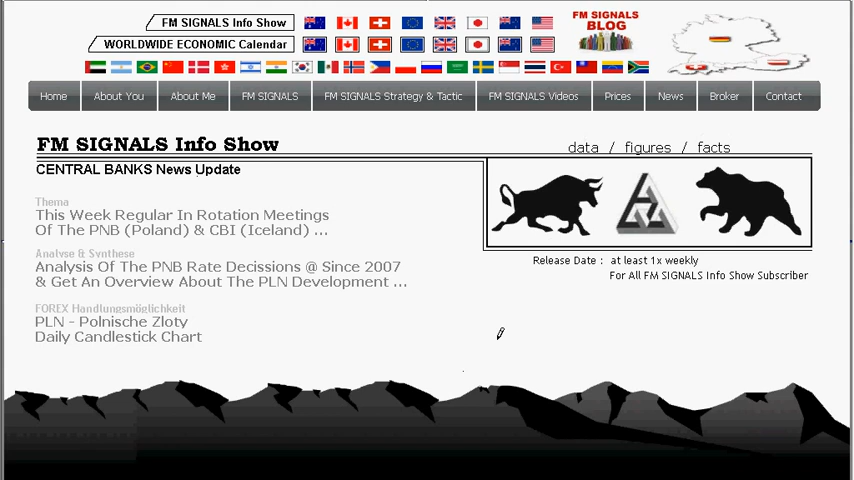 FM SIGNALS Info Show
WORLDWIDE ECONOMIC Calendar
FM SIGNALS
BLOG
Home
About You
About Me
FM SIGNALS
FM SIGNALS Strategy & Tactic
FM SIGNALS Videos
Prices
News
Broker
Contact
FM SIGNALS Info Show
data / figures / facts
CENTRAL BANKS News Update
Thema
This Week Regular In Rotation Meetings
Of The PNB (Poland) & CBI (Iceland) ...
Analyse & Synthese
Analysis Of The PNB Rate Decissions @ Since 2007
& Get An Overview About The PLN Development ...
FOREX Handlungsmöglichkeit
PLN - Polnische Zloty
Daily Candlestick Chart
Release Date : at least 1x weekly
For All FM SIGNALS Info Show Subscriber